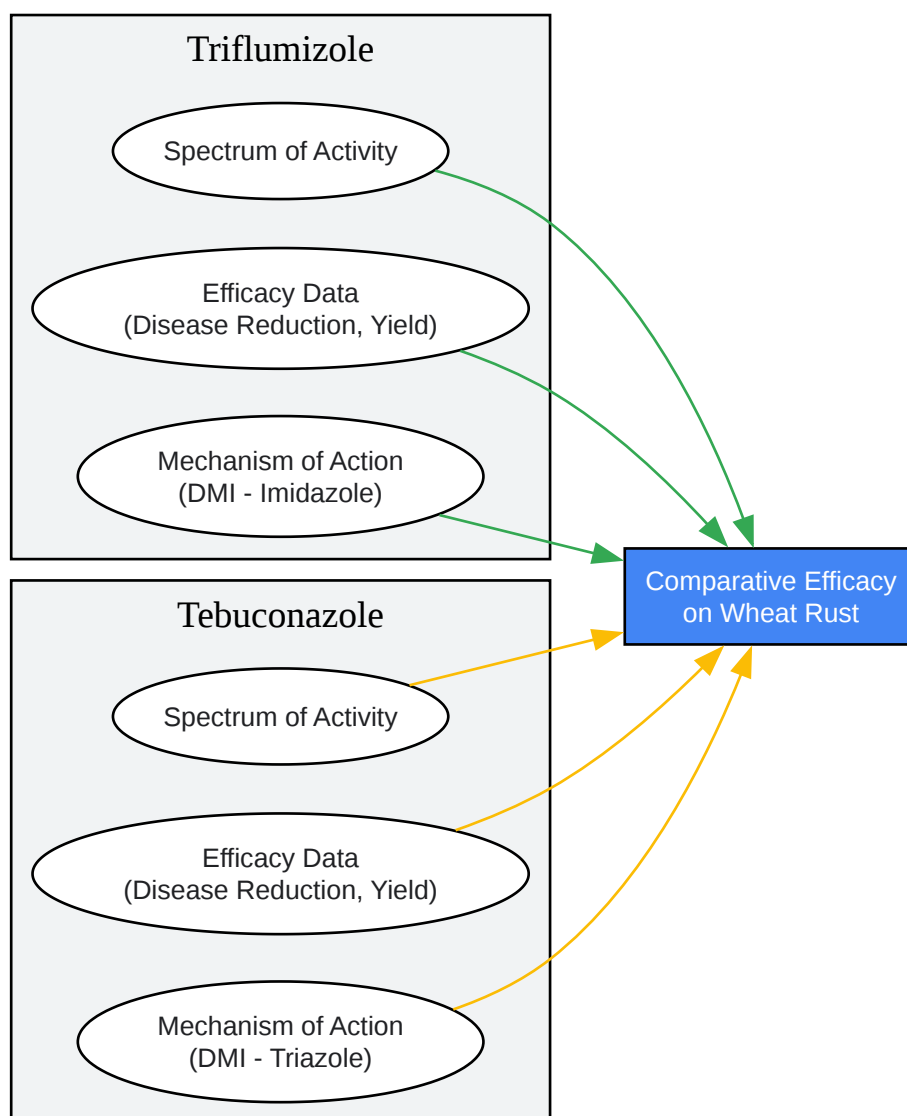 Triflumizole
Spectrum of Activity
Efficacy Data
(Disease Reduction, Yield)
Mechanism of Action
(DMI - Imidazole)
Comparative Efficacy
on Wheat Rust
Tebuconazole
Spectrum of Activity
Efficacy Data
(Disease Reduction, Yield)
Mechanism of Action
(DMI - Triazole)